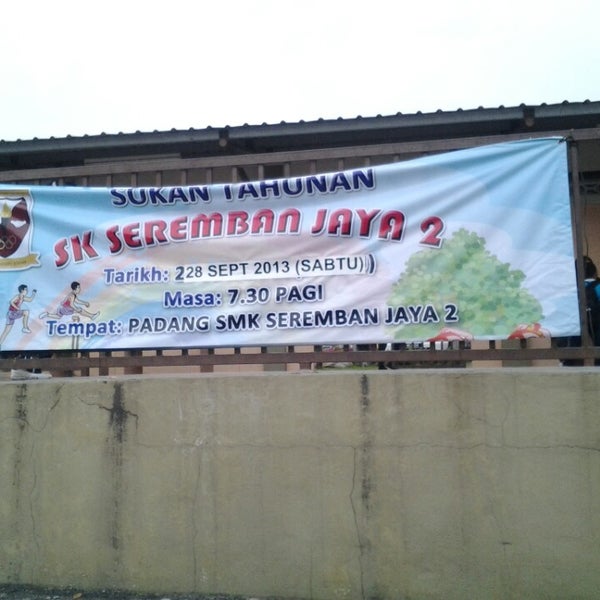 SUKAN TAHUNAN
SK SEREMBAN JAYA 2
Tarikh: 228 SEPT 2013 (SABTU))
Masa: 7.30 PAGI
Tempat: PADANG SMK SEREMBAN JAYA 2